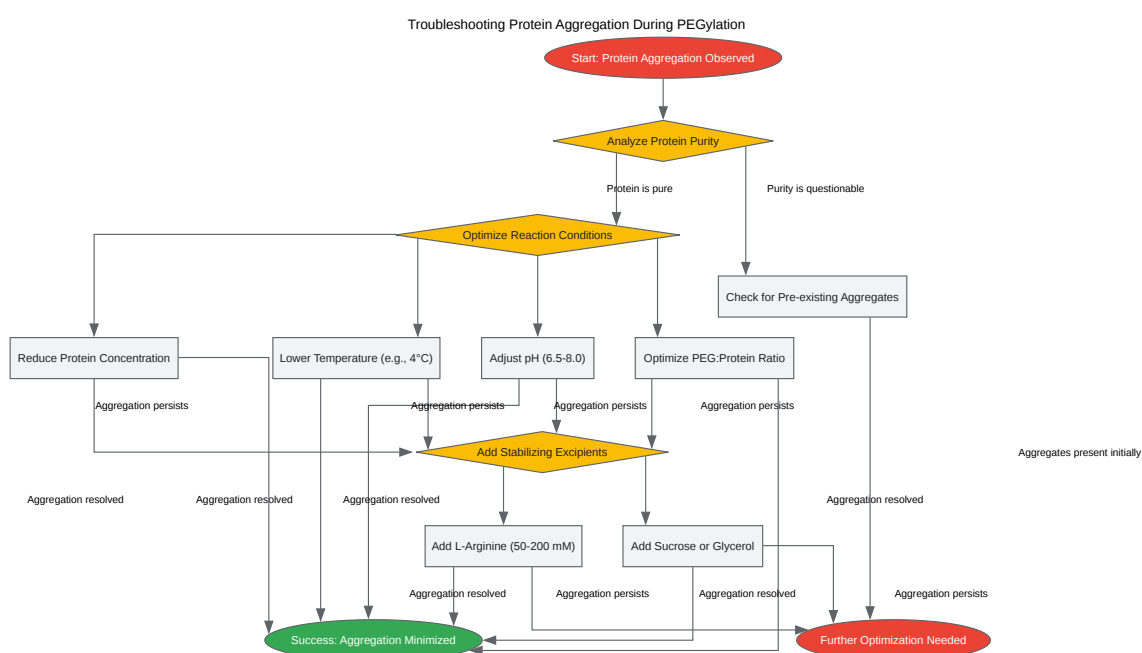 Troubleshooting Protein Aggregation During PEGylation
Start: Protein Aggregation Observed
Analyze Protein Purity
Protein is pure
Purity is questionable
Optimize Reaction Conditions
Check for Pre-existing Aggregates
Reduce Protein Concentration
Lower Temperature (e.g., 4°C)
Adjust pH (6.5-8.0)
Optimize PEG:Protein Ratio
Aggregation persists
Aggregation persists
Aggregation persists
Aggregation persists
Add Stabilizing Excipients
Aggregates present initially
Aggregation resolved
Aggregation resolved
Aggregation resolved
Aggregation resolved
Add L-Arginine (50-200 mM)
Add Sucrose or Glycerol
Aggregation resolved
Aggregation persists
Aggregation resolved
Aggregation persists
Success: Aggregation Minimized
Further Optimization Needed